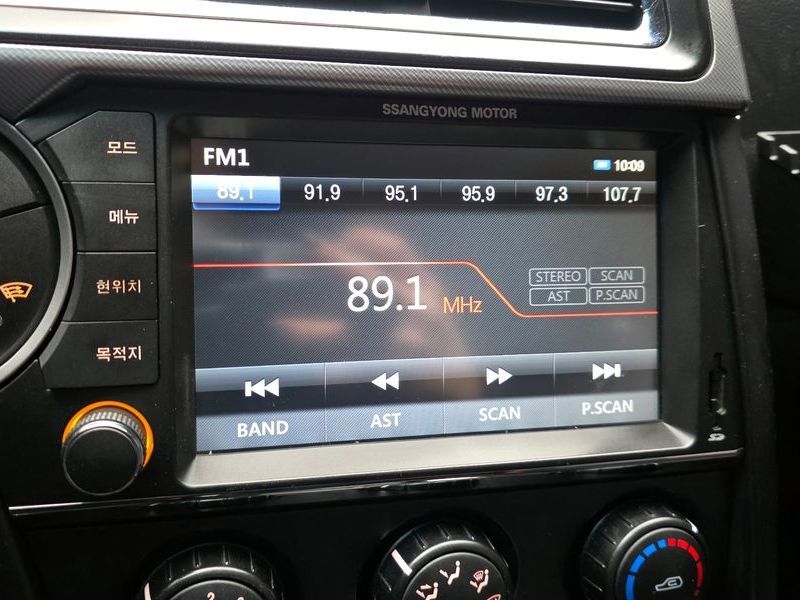 SSANGYONG MOTOR
모드
메뉴
현위치
목적지
FM1 10:09
89.1 91.9 95.1 95.9 97.3 107.7
89.1 MHz
STEREO SCAN
AST P.SCAN
BAND AST SCAN P.SCAN
2